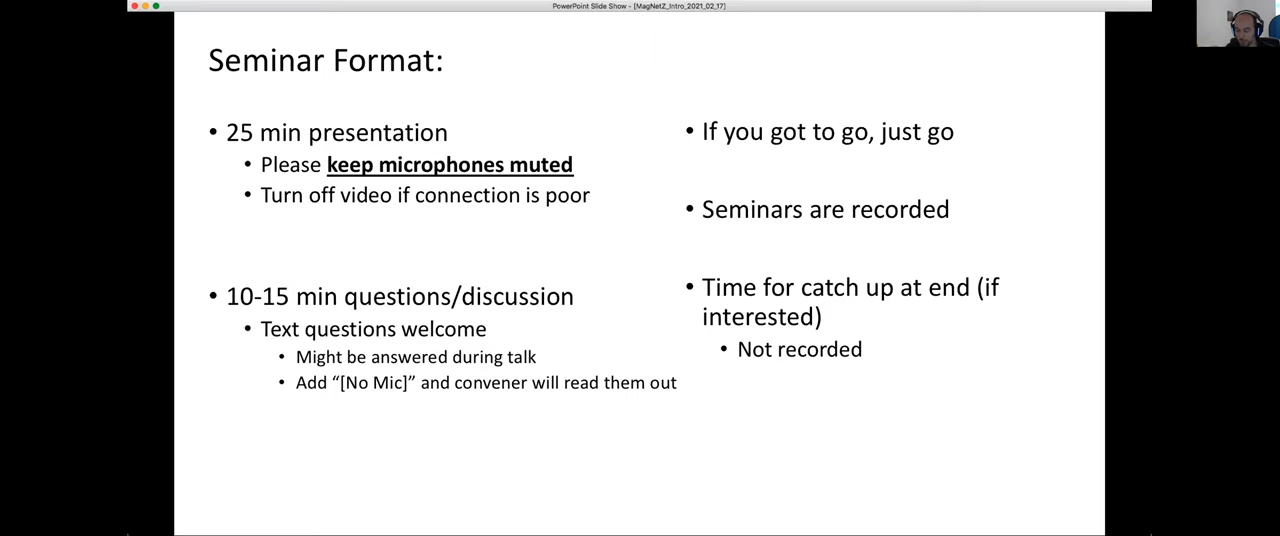 PowerPoint Slide Show - [MagNetZ_Intro_2021_02_17]
Seminar Format:
• 25 min presentation
• Please keep microphones muted
• Turn off video if connection is poor
• 10-15 min questions/discussion
• Text questions welcome
• Might be answered during talk
• Add “[No Mic]” and convener will read them out
• If you got to go, just go
• Seminars are recorded
• Time for catch up at end (if
interested)
• Not recorded